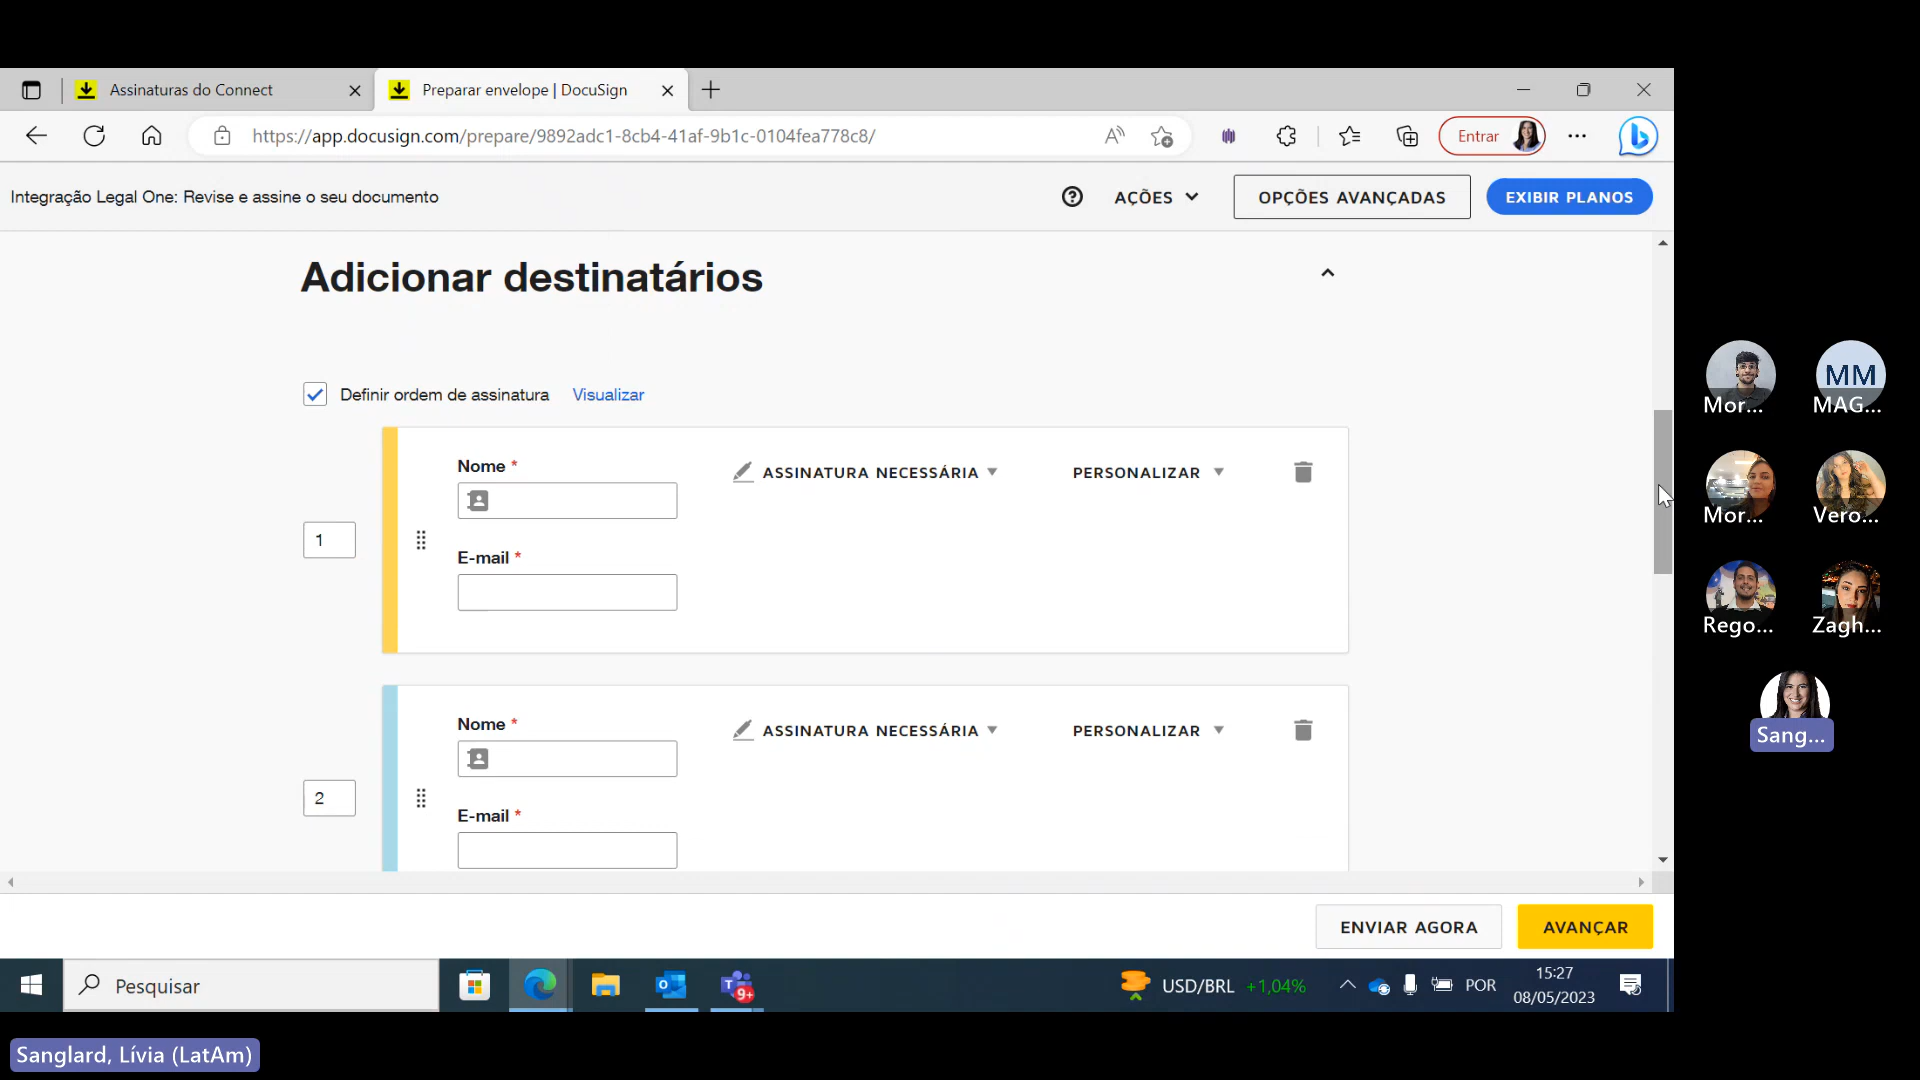 Assinaturas do Connect
Preparar envelope | DocuSign
https://app.docusign.com/prepare/9892adc1-8cb4-41af-9b1c-0104fea778c8/
Entrar
Integração Legal One: Revise e assine o seu documento
AÇÕES
OPÇÕES AVANÇADAS
EXIBIR PLANOS
Adicionar destinatários
Definir ordem de assinatura Visualizar
Nome *
ASSINATURA NECESSÁRIA
PERSONALIZAR
1
E-mail *
Nome *
ASSINATURA NECESSÁRIA
PERSONALIZAR
2
E-mail *
ENVIAR AGORA
AVANÇAR
Mor...
MM
MAG...
Mor...
Vero...
Rego...
Zagh...
Sang...
Pesquisar
9+
USD/BRL +1,04%
POR
15:27
08/05/2023
Sanglard, Lívia (LatAm)